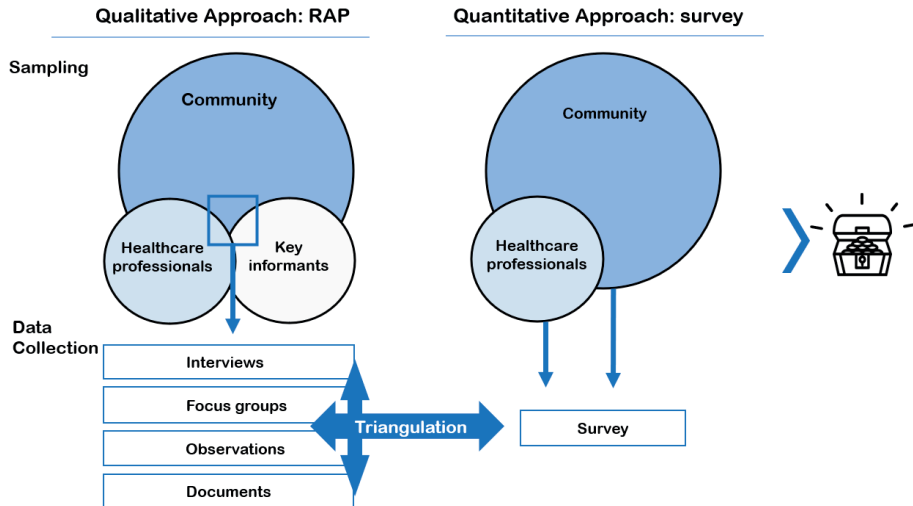 Qualitative Approach: RAP
Quantitative Approach: survey
Sampling
Community
Community
Healthcare
professionals
Key
informants
Healthcare
professionals
Data
Collection
Interviews
Focus groups
Triangulation
Survey
Observations
Documents